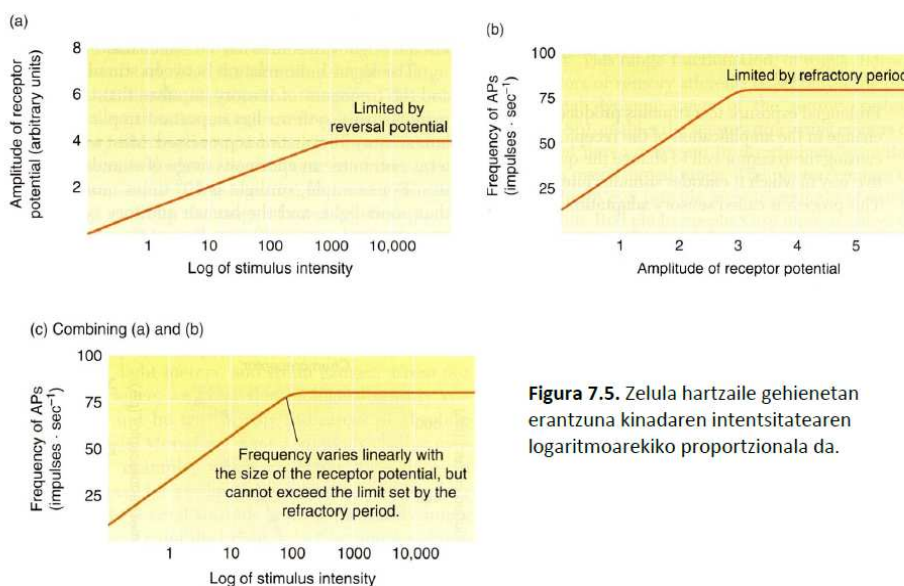 (a)
Amplitude of receptor
potential (arbitrary units)
8
6
4
2
Limited by
reversal potential
1 10 100 1000 10,000
Log of stimulus intensity
(b)
Frequency of APs
(impulses · sec⁻¹)
100
75
50
25
Limited by refractory period
1 2 3 4 5
Amplitude of receptor potential
(c) Combining (a) and (b)
Frequency of APs
(impulses · sec⁻¹)
100
75
50
25
Frequency varies linearly with
the size of the receptor potential, but
cannot exceed the limit set by the
refractory period.
1 10 100 1000 10,000
Log of stimulus intensity
Figura 7.5. Zelula hartzaile gehienetan
erantzuna kinadaren intentsitatearen
logaritmoarekiko proportzionala da.